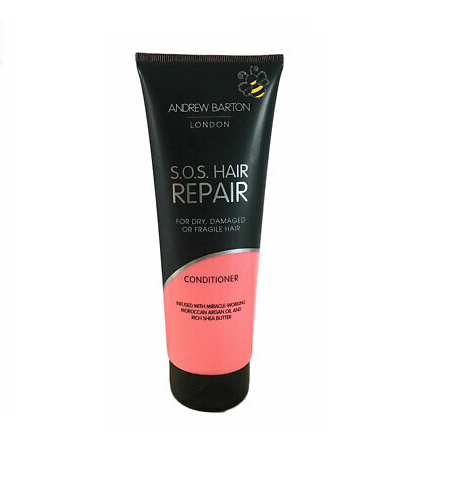 ANDREW BARTON
LONDON
S.O.S. HAIR
REPAIR
FOR DRY, DAMAGED
OR FRAGILE HAIR
CONDITIONER
INFUSED WITH MIRACLE-WORKING
MOROCCAN ARGAN OIL AND
RICH SHEA BUTTER